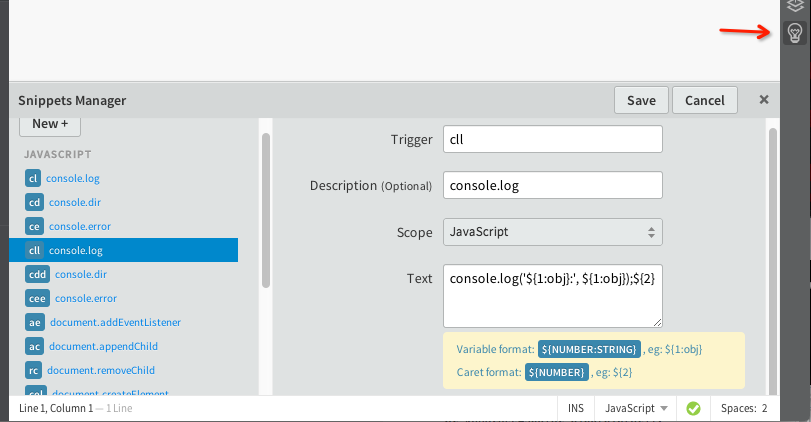 Snippets Manager
Save
Cancel
×
New +
JAVASCRIPT
cl console.log
cd console.dir
ce console.error
cll console.log
cdd console.dir
cee console.error
ae document.addEventListener
ac document.appendChild
rc document.removeChild
cel document.createElement
Trigger cll
Description (Optional) console.log
Scope JavaScript
Text console.log('${1:obj}:', ${1:obj});${2}
Variable format: ${NUMBER:STRING} , eg: ${1:obj}
Caret format: ${NUMBER} , eg: ${2}
Line 1, Column 1 — 1 Line
INS
JavaScript
Spaces: 2